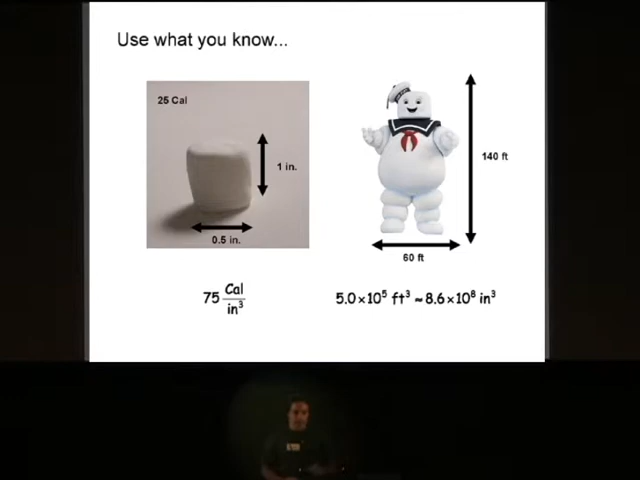 Use what you know...
25 Cal
1 in.
0.5 in.
140 ft
60 ft
75 Cal/in³
5.0×10⁵ ft³ ≈ 8.6×10⁸ in³